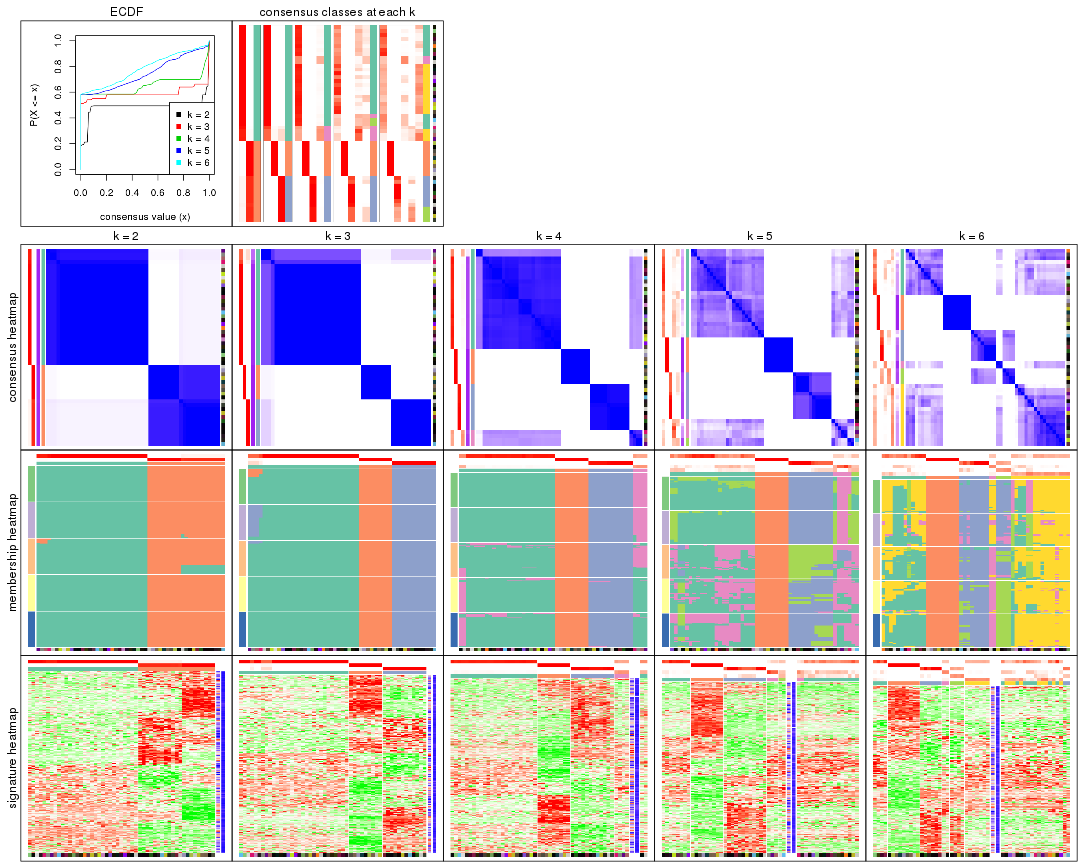 ECDF
consensus classes at each k
P(X <= x)
0.0
0.2
0.4
0.6
0.8
1.0
k = 2
k = 3
k = 4
k = 5
k = 6
0.0 0.2 0.4 0.6 0.8 1.0
consensus value (x)
k = 2
k = 3
k = 4
k = 5
k = 6
consensus heatmap
membership heatmap
signature heatmap